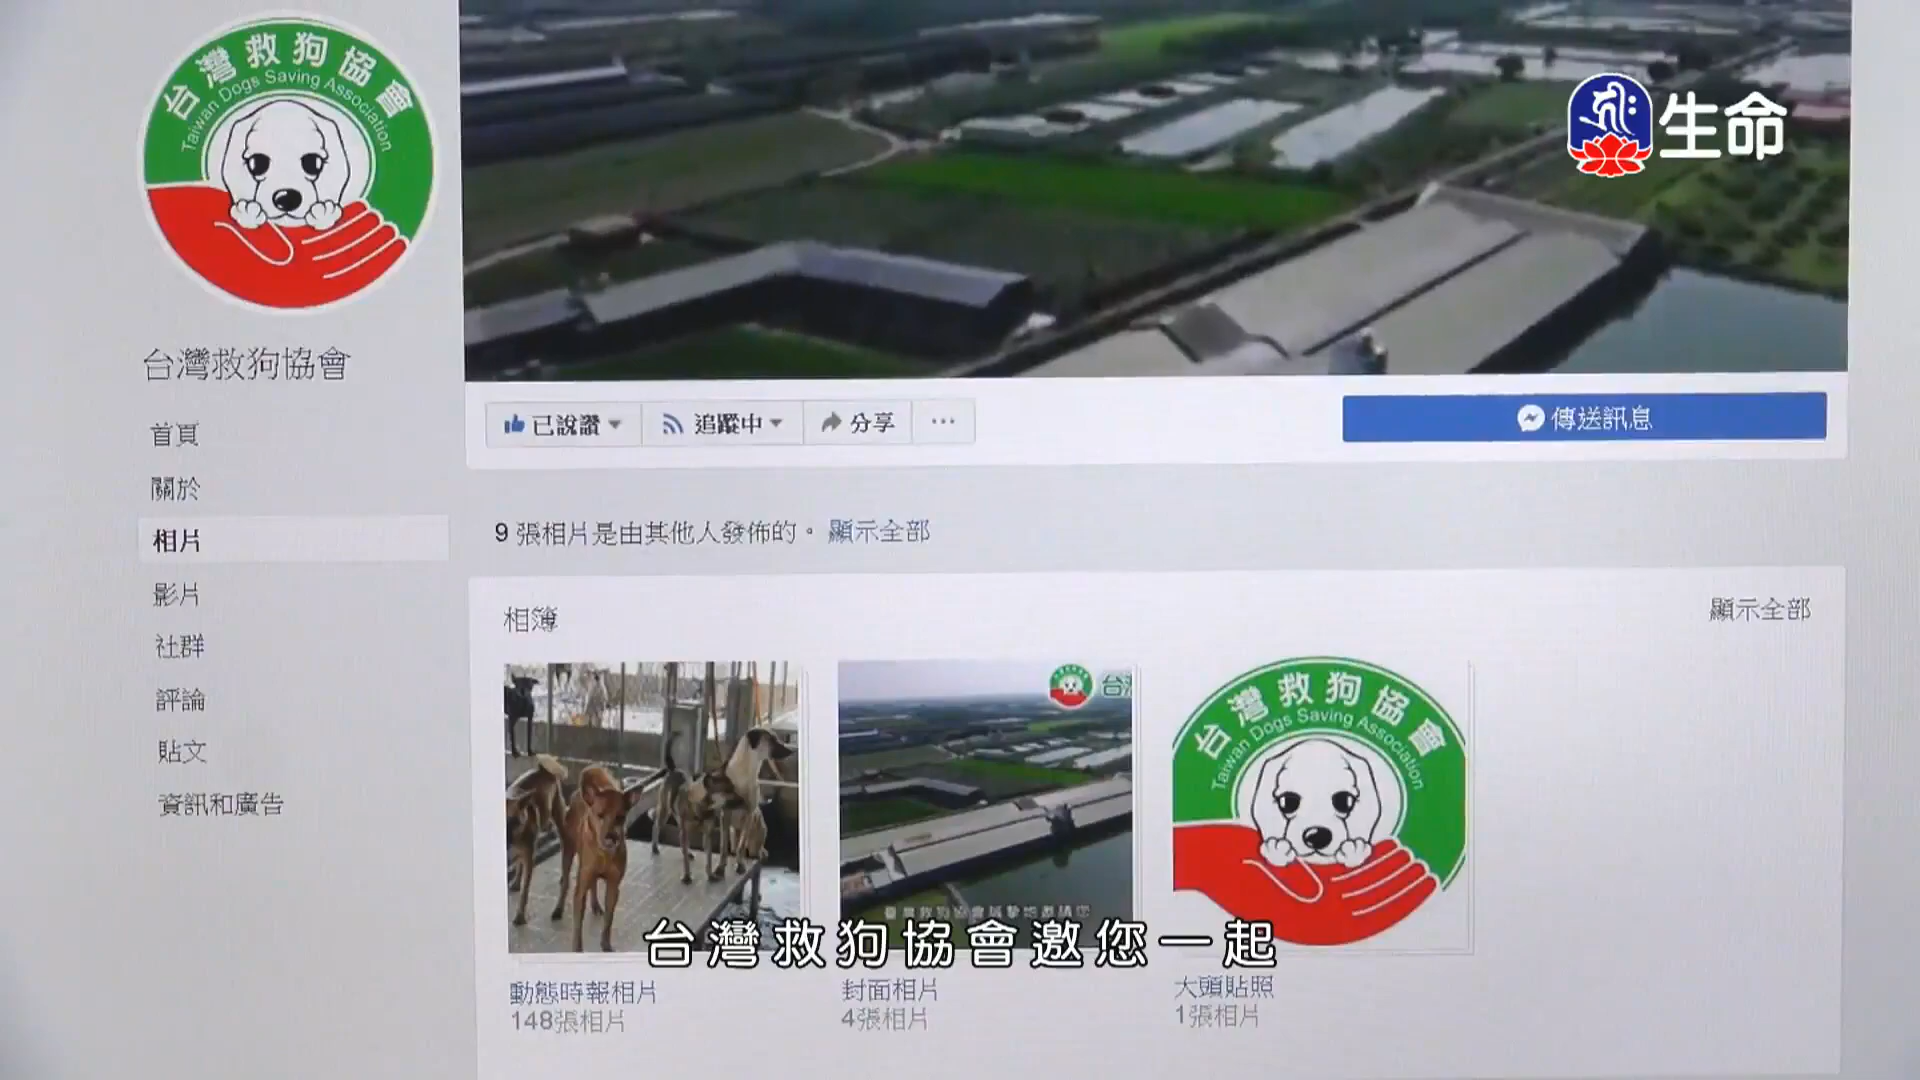 台灣救狗協會
Taiwan Dogs Saving Association
生命
台灣救狗協會
首頁
關於
相片
影片
社群
評論
貼文
資訊和廣告
已說讚
追蹤中
分享
傳送訊息
9 張相片是由其他人發佈的。 顯示全部
相簿
顯示全部
台灣救狗協會
Taiwan Dogs Saving Association
台灣救狗協會邀您一起
動態時報相片
148張相片
封面相片
4張相片
大頭貼照
1張相片